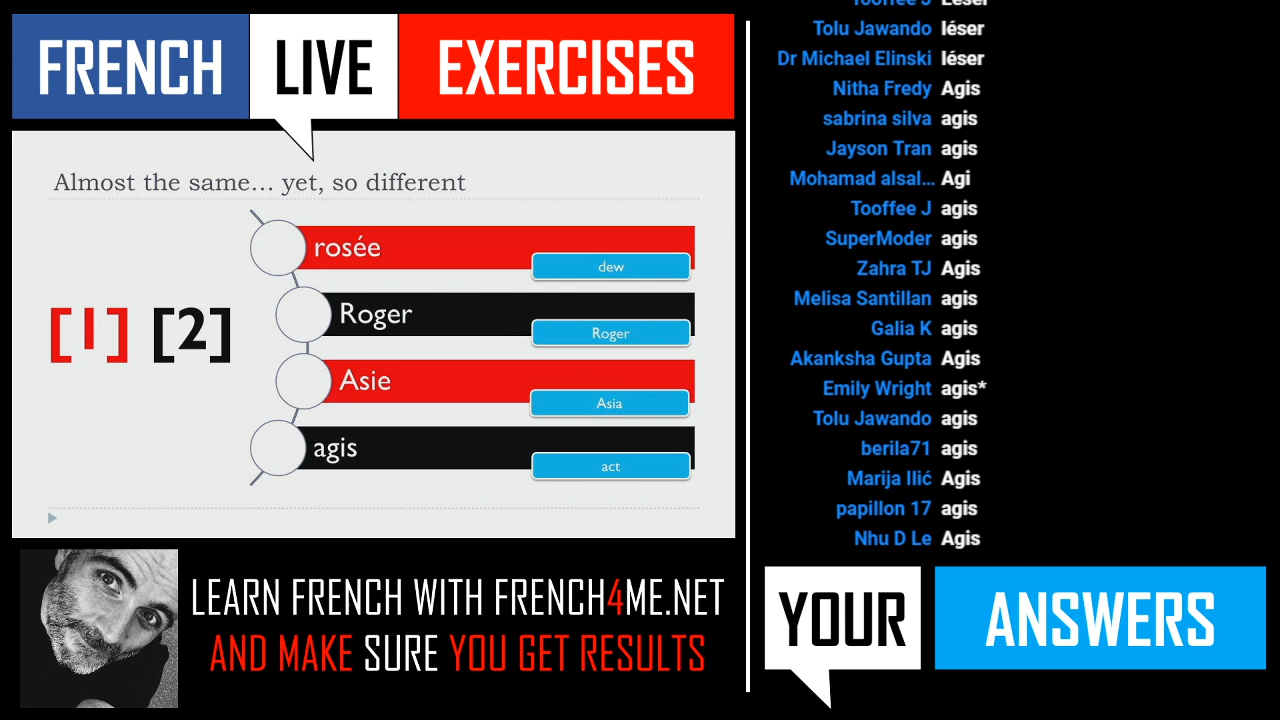 FRENCH LIVE EXERCISES
Almost the same... yet, so different
[1] [2]
rosée
dew
Roger
Roger
Asie
Asia
agis
act
LEARN FRENCH WITH FRENCH4ME.NET
AND MAKE SURE YOU GET RESULTS
Tooffee J Léser
Tolu Jawando léser
Dr Michael Elinski léser
Nitha Fredy Agis
sabrina silva agis
Jayson Tran agis
Mohamad alsal... Agi
Tooffee J agis
SuperModer agis
Zahra TJ Agis
Melisa Santillan agis
Galia K agis
Akanksha Gupta Agis
Emily Wright agis*
Tolu Jawando agis
berila71 agis
Marija Ilić Agis
papillon 17 agis
Nhu D Le Agis
YOUR ANSWERS